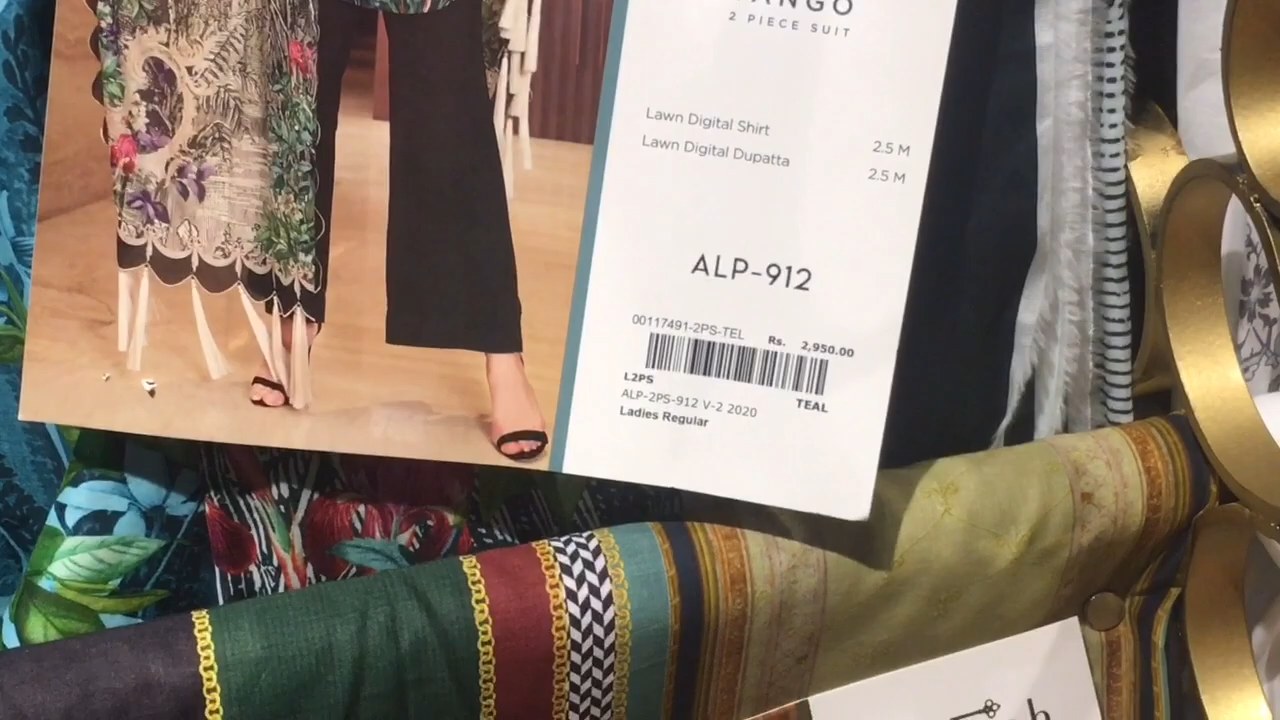 2 PIECE SUIT
Lawn Digital Shirt 2.5 M
Lawn Digital Dupatta 2.5 M
ALP-912
00117491-2PS-TEL Rs. 2,950.00
L2PS TEAL
ALP-2PS-912 V-2 2020
Ladies Regular